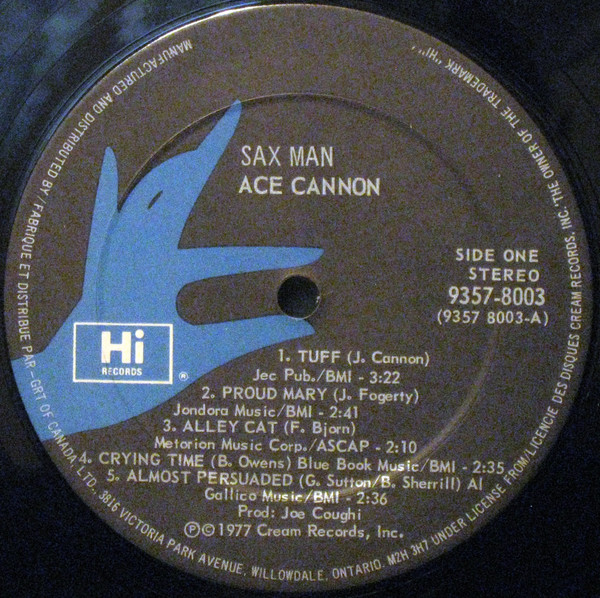 SAX MAN
ACE CANNON
SIDE ONE
STEREO
9357-8003
(9357 8003-A)
Hi
RECORDS
®
1. TUFF (J. Cannon)
Jec Pub./BMI - 3:22
2. PROUD MARY (J. Fogerty)
Jondora Music/BMI - 2:41
3. ALLEY CAT (F. Bjorn)
Metorion Music Corp./ASCAP - 2:10
4. CRYING TIME (B. Owens) Blue Book Music/BMI - 2:35
5. ALMOST PERSUADED (G. Sutton/B. Sherrill) Al
Gallico Music/BMI - 2:36
Prod: Joe Coughi
℗©1977 Cream Records, Inc.
MANUFACTURED AND DISTRIBUTED BY/FABRIQUE ET DISTRIBUE PAR - GRT OF CANADA, LTD., 3816 VICTORIA PARK AVENUE, WILLOWDALE, ONTARIO. M2H 3H7 UNDER LICENSE FROM/LICENCIE DES DISQUES CREAM RECORDS, INC. THE OWNER OF THE TRADEMARK "HI".